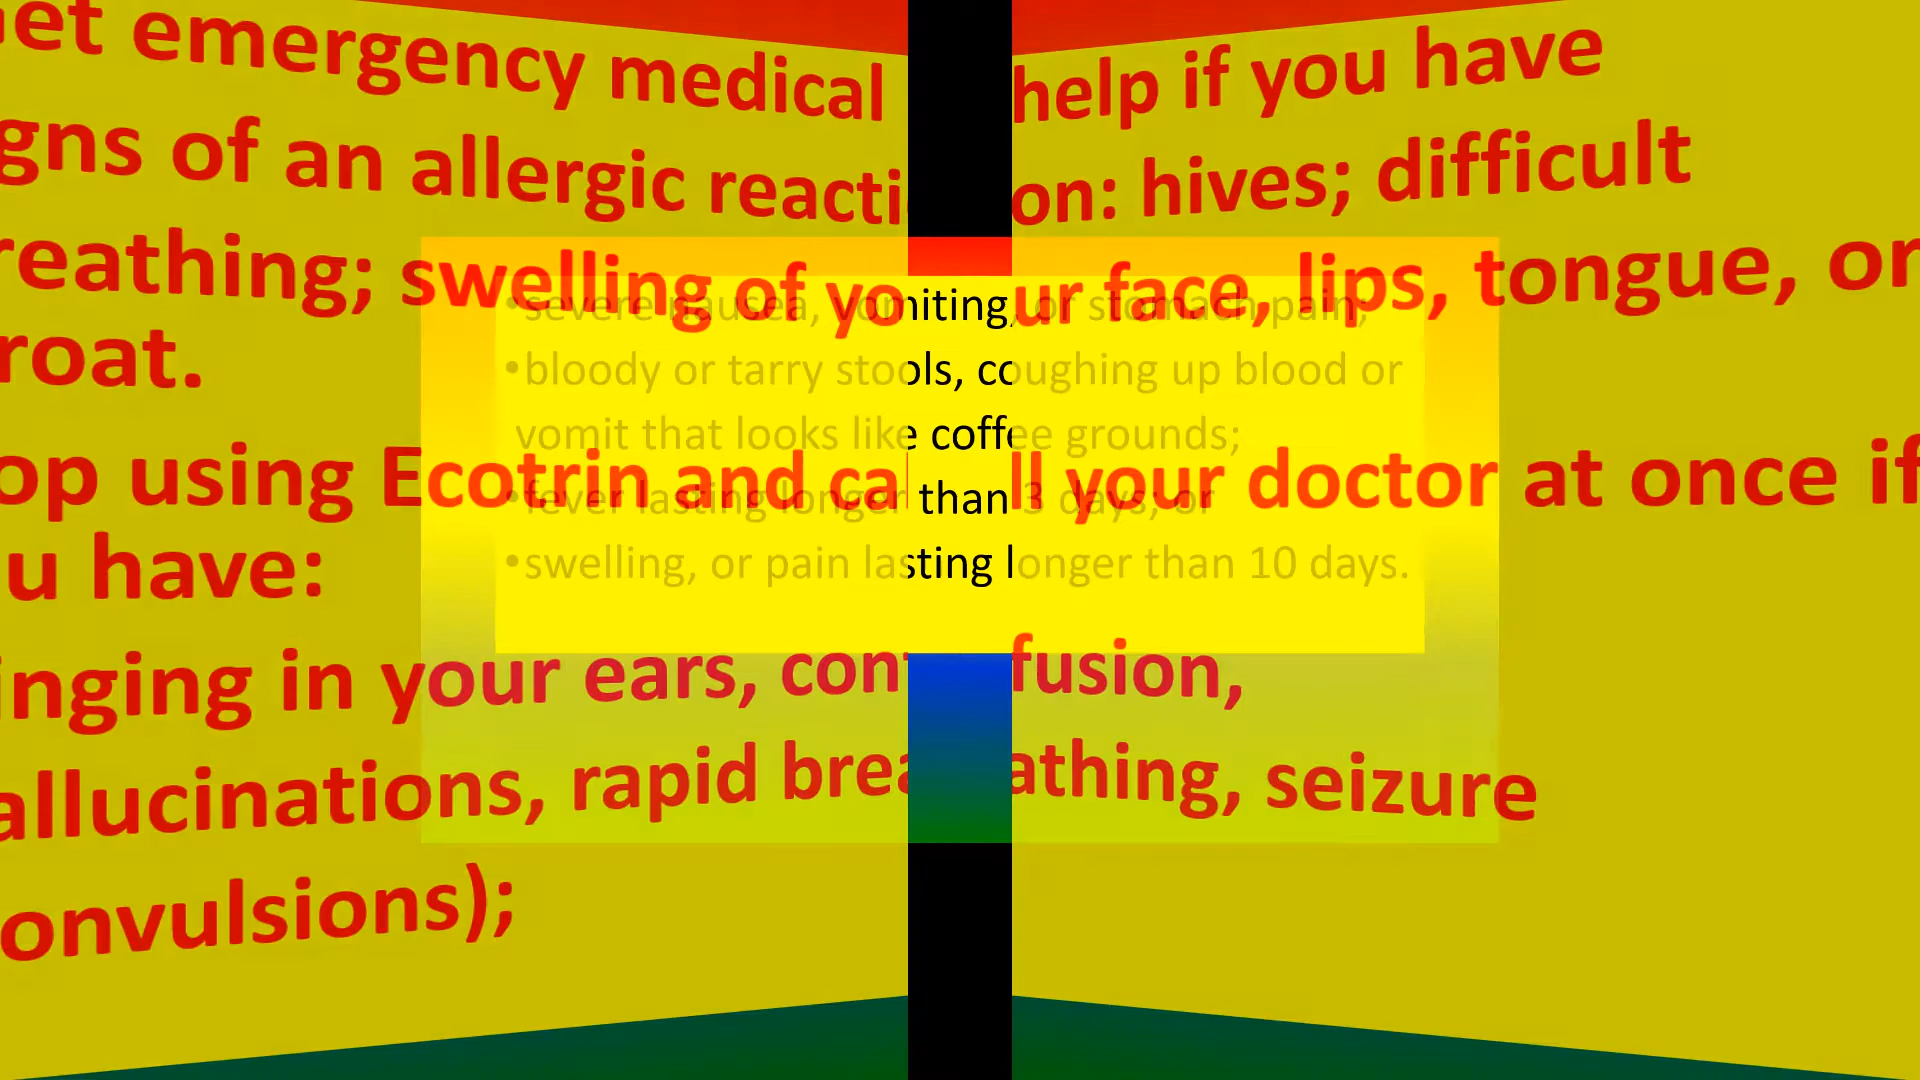 et emergency medical help if you have
gns of an allergic reaction: hives; difficult
reathing; swelling of your face, lips, tongue, or
roat.
op using Ecotrin and call your doctor at once if
u have:
inging in your ears, confusion,
allucinations, rapid breathing, seizure
onvulsions);
•severe nausea, vomiting, or stomach pain;
•bloody or tarry stools, coughing up blood or
vomit that looks like coffee grounds;
•fever lasting longer than 3 days; or
•swelling, or pain lasting longer than 10 days.